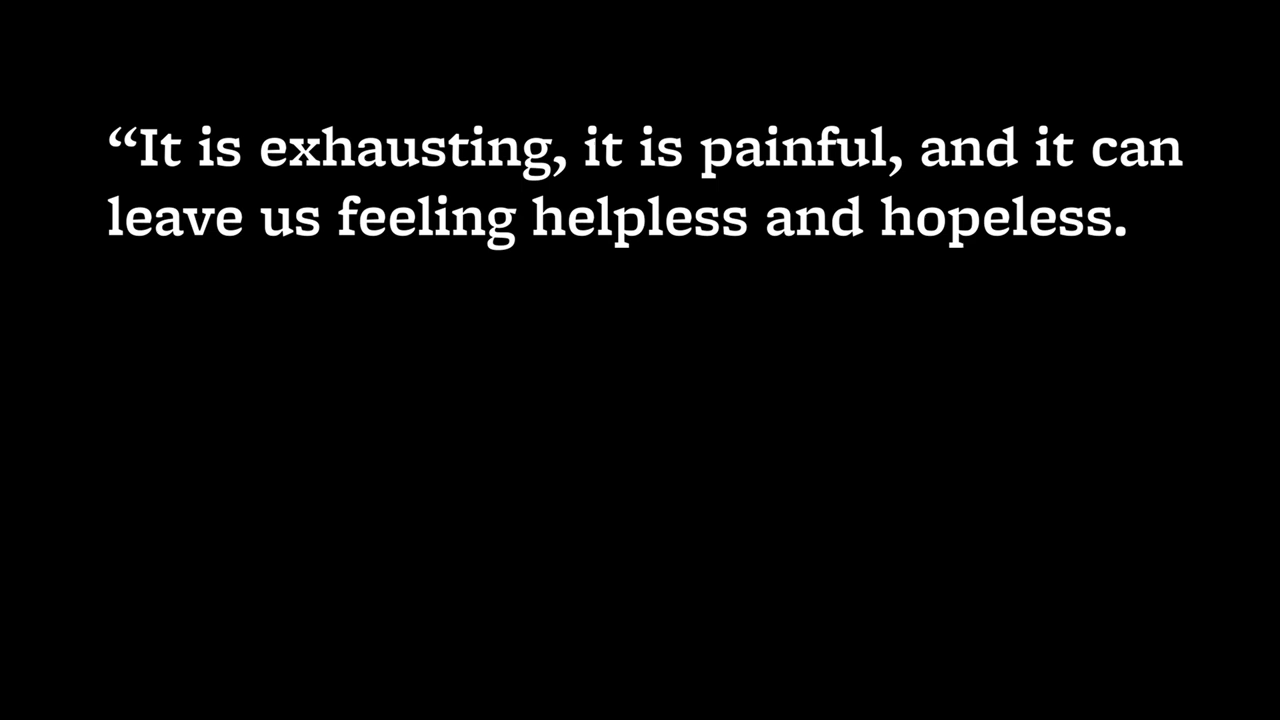 “It is exhausting, it is painful, and it can
leave us feeling helpless and hopeless.